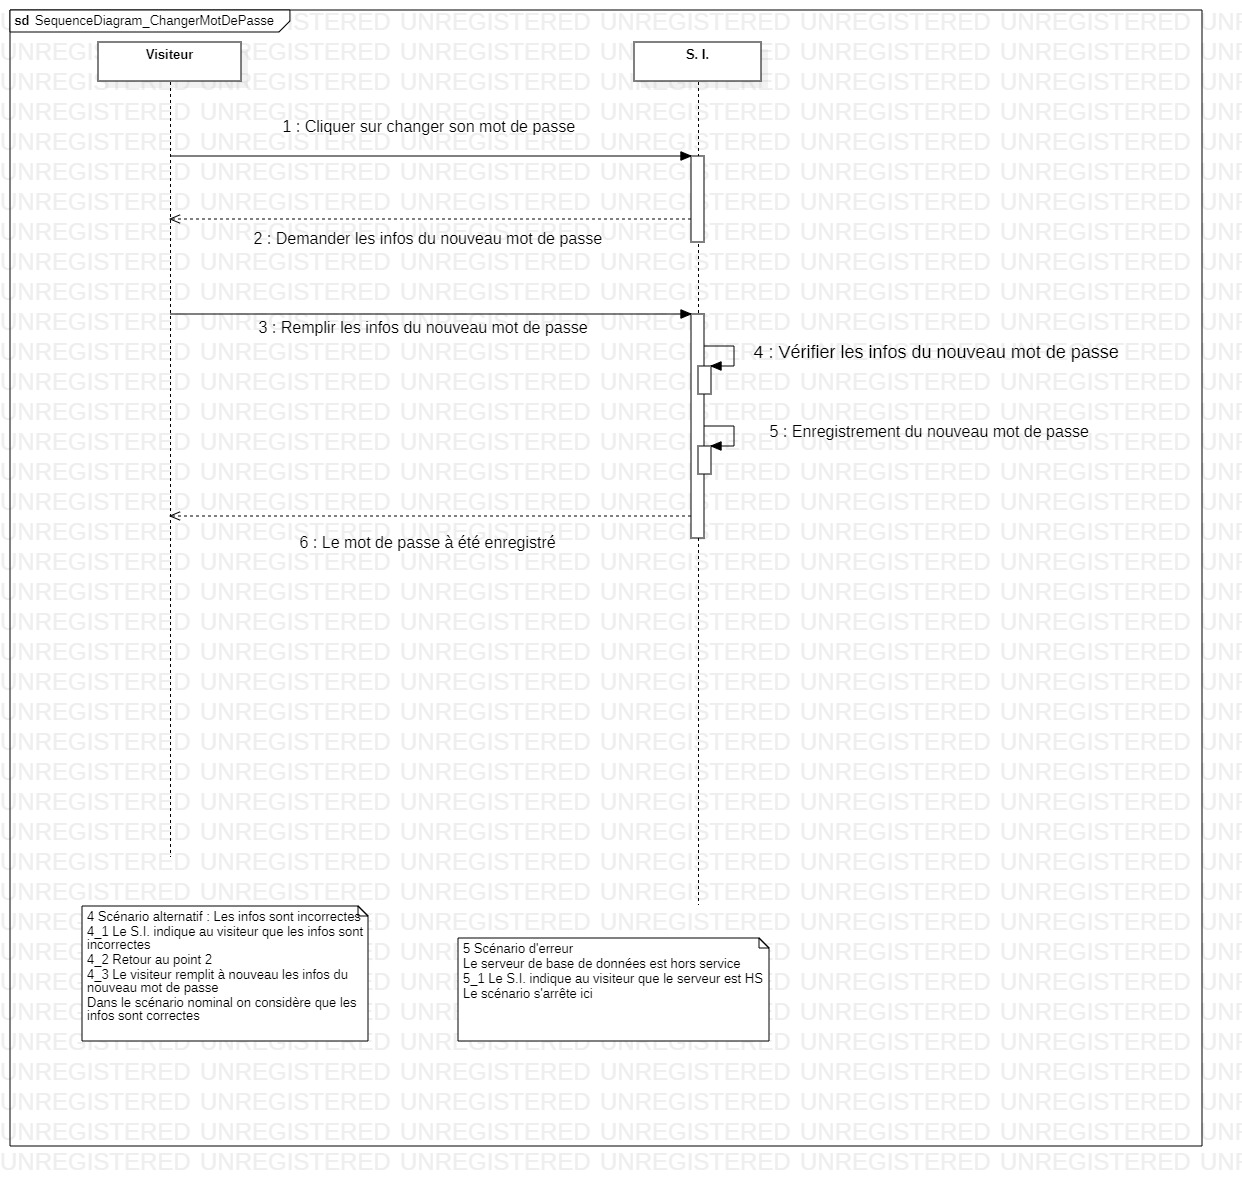 sd SequenceDiagram_ChangerMotDePasse
Visiteur
S. I.
1 : Cliquer sur changer son mot de passe
2 : Demander les infos du nouveau mot de passe
3 : Remplir les infos du nouveau mot de passe
4 : Vérifier les infos du nouveau mot de passe
5 : Enregistrement du nouveau mot de passe
6 : Le mot de passe à été enregistré
4 Scénario alternatif : Les infos sont incorrectes
4_1 Le S.I. indique au visiteur que les infos sont
incorrectes
4_2 Retour au point 2
4_3 Le visiteur remplit à nouveau les infos du
nouveau mot de passe
Dans le scénario nominal on considère que les
infos sont correctes
5 Scénario d'erreur
Le serveur de base de données est hors service
5_1 Le S.I. indique au visiteur que le serveur est HS
Le scénario s'arrête ici
UNREGISTERED